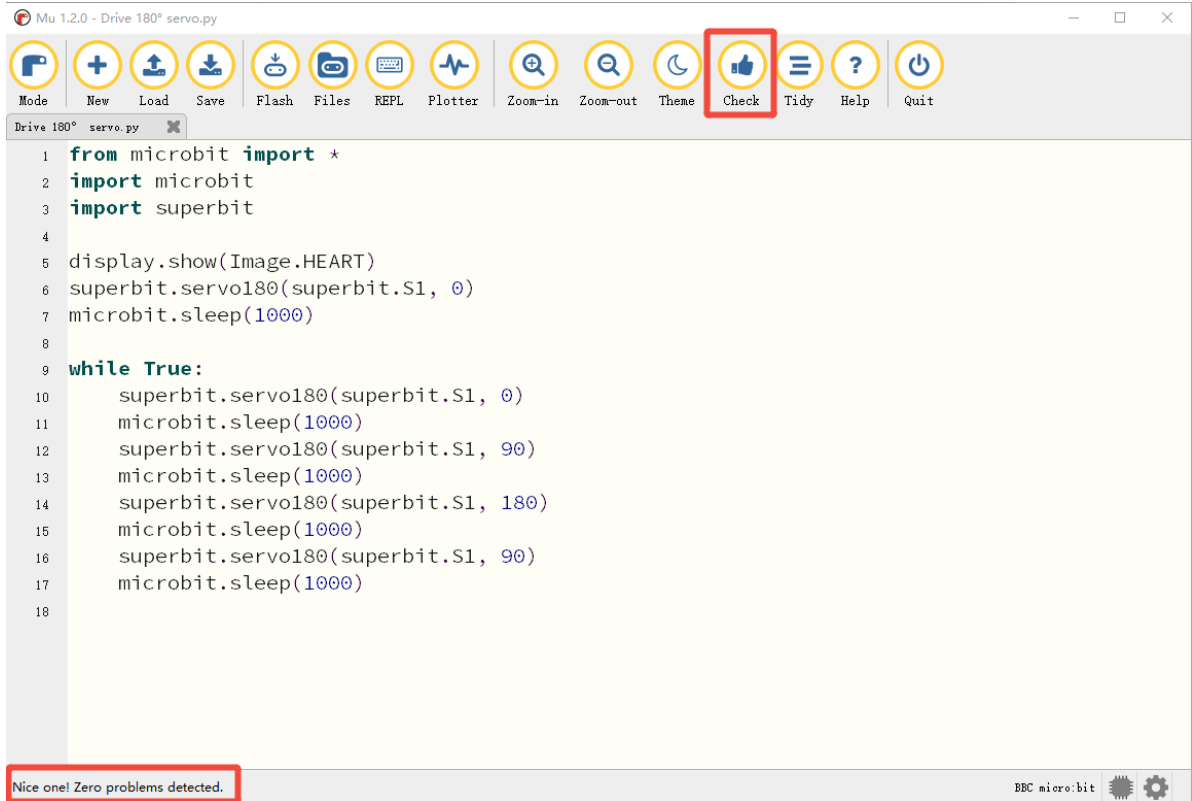 Mu 1.2.0 - Drive 180° servo.py
Mode New Load Save Flash Files REPL Plotter Zoom-in Zoom-out Theme Check Tidy Help Quit
Drive 180° servo.py
1 from microbit import *
2 import microbit
3 import superbit
4
5 display.show(Image.HEART)
6 superbit.servo180(superbit.S1, 0)
7 microbit.sleep(1000)
8
9 while True:
10     superbit.servo180(superbit.S1, 0)
11     microbit.sleep(1000)
12     superbit.servo180(superbit.S1, 90)
13     microbit.sleep(1000)
14     superbit.servo180(superbit.S1, 180)
15     microbit.sleep(1000)
16     superbit.servo180(superbit.S1, 90)
17     microbit.sleep(1000)
18
Nice one! Zero problems detected. BBC micro:bit